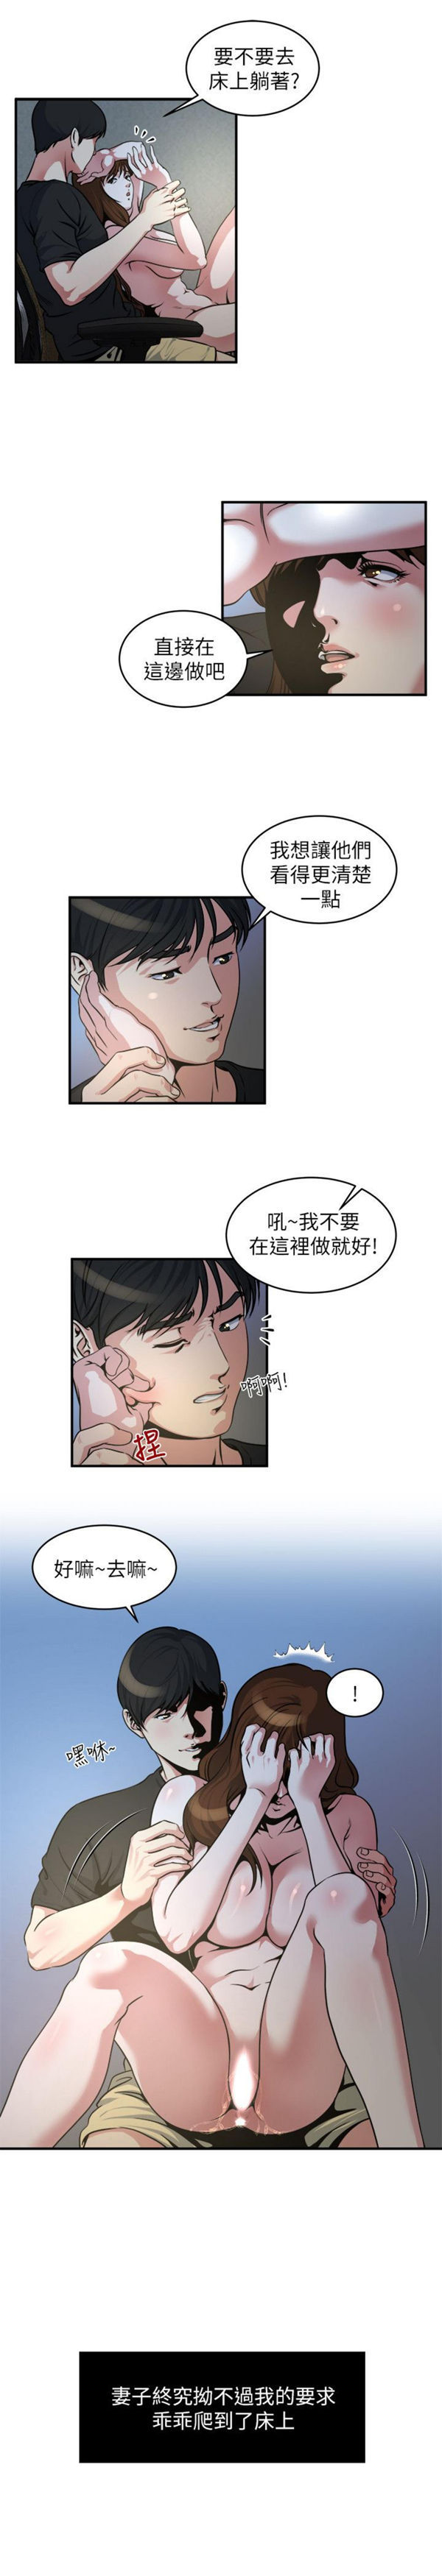 要不要去
床上躺著?
直接在
這邊做吧
我想讓他們
看得更清楚
一點
吼~我不要
在這裡做就好!
啊啊!
捏
好嘛~去嘛~
!
嘿咻~
妻子終究拗不過我的要求
乖乖爬到了床上